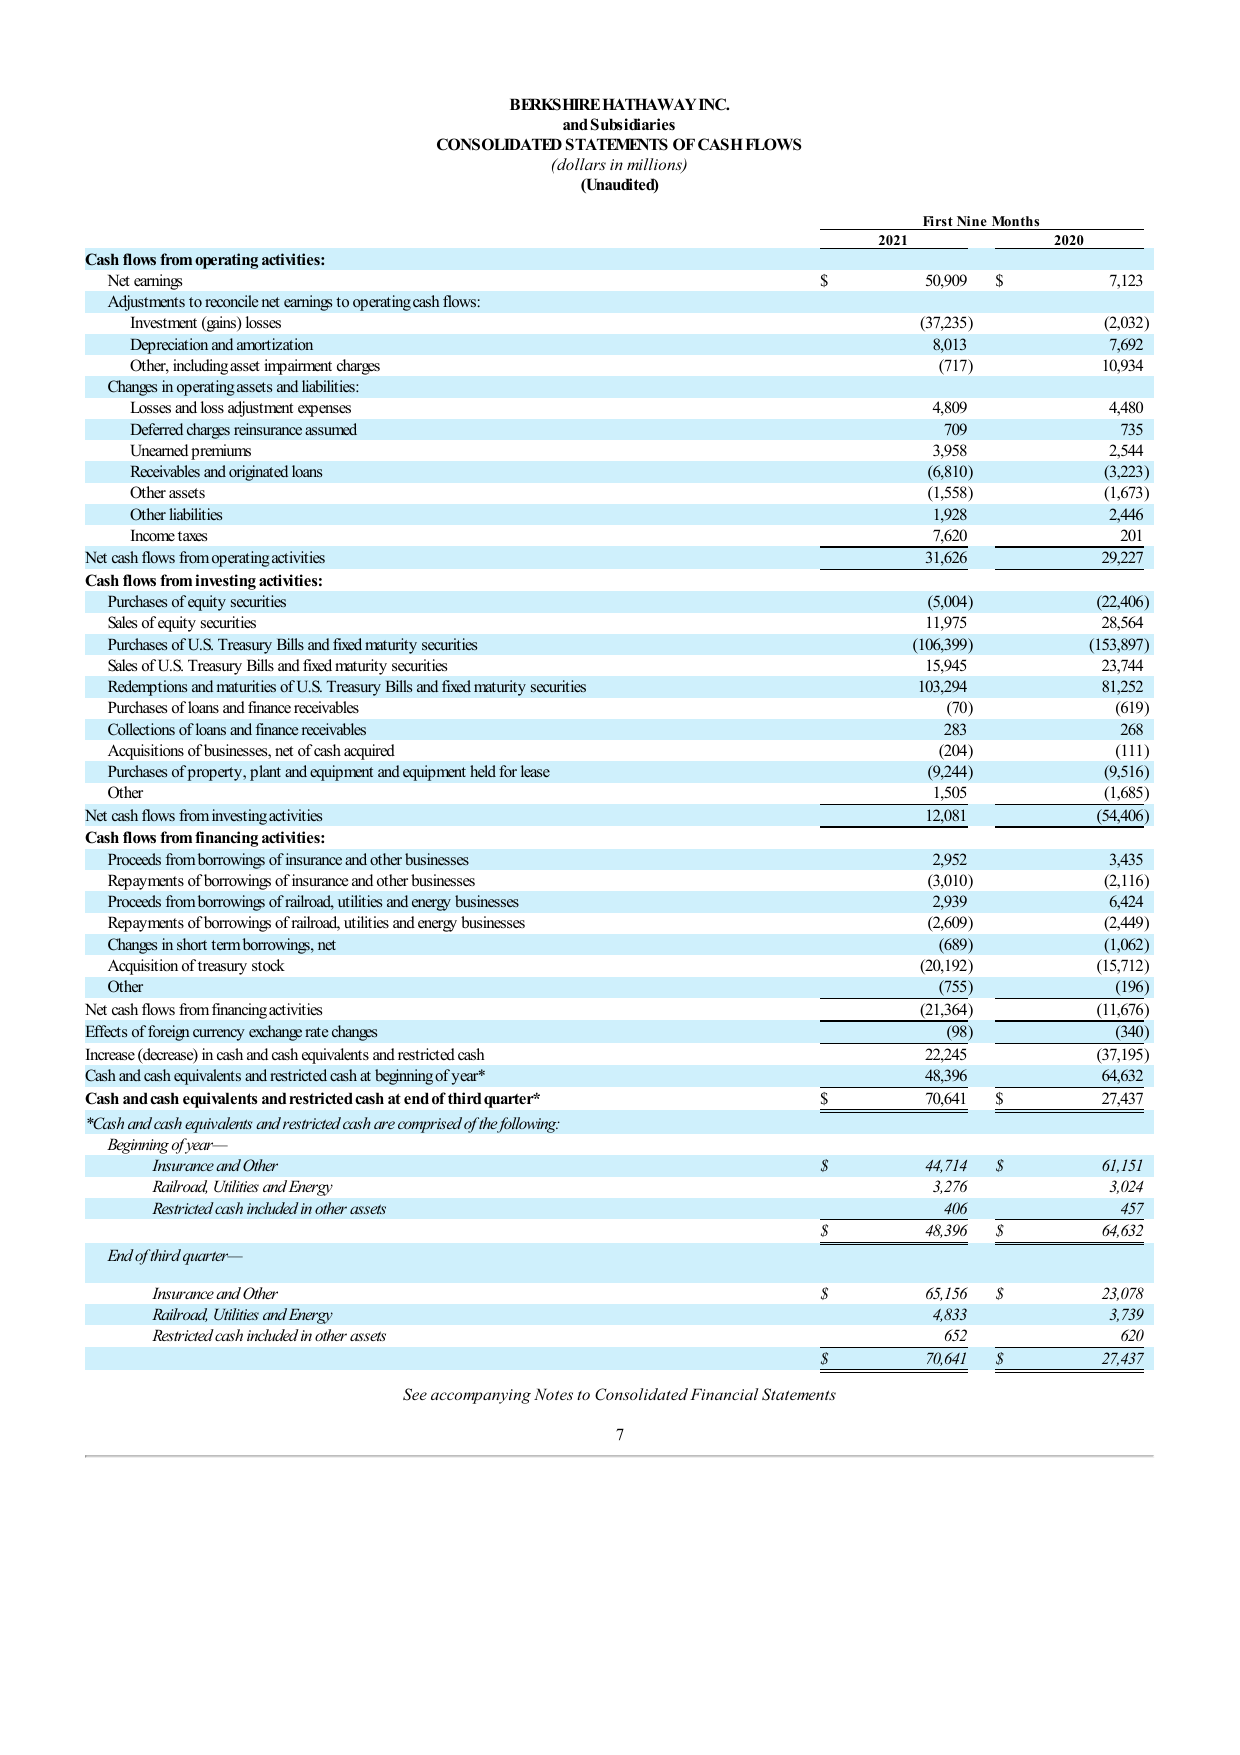 BERKSHIRE HATHAWAY INC.
and Subsidiaries
CONSOLIDATED STATEMENTS OF CASH FLOWS
(dollars in millions)
(Unaudited)
First Nine Months
2021 2020
Cash flows from operating activities:
Net earnings $ 50,909 $ 7,123
Adjustments to reconcile net earnings to operating cash flows:
Investment (gains) losses (37,235) (2,032)
Depreciation and amortization 8,013 7,692
Other, including asset impairment charges (717) 10,934
Changes in operating assets and liabilities:
Losses and loss adjustment expenses 4,809 4,480
Deferred charges reinsurance assumed 709 735
Unearned premiums 3,958 2,544
Receivables and originated loans (6,810) (3,223)
Other assets (1,558) (1,673)
Other liabilities 1,928 2,446
Income taxes 7,620 201
Net cash flows from operating activities 31,626 29,227
Cash flows from investing activities:
Purchases of equity securities (5,004) (22,406)
Sales of equity securities 11,975 28,564
Purchases of U.S. Treasury Bills and fixed maturity securities (106,399) (153,897)
Sales of U.S. Treasury Bills and fixed maturity securities 15,945 23,744
Redemptions and maturities of U.S. Treasury Bills and fixed maturity securities 103,294 81,252
Purchases of loans and finance receivables (70) (619)
Collections of loans and finance receivables 283 268
Acquisitions of businesses, net of cash acquired (204) (111)
Purchases of property, plant and equipment and equipment held for lease (9,244) (9,516)
Other 1,505 (1,685)
Net cash flows from investing activities 12,081 (54,406)
Cash flows from financing activities:
Proceeds from borrowings of insurance and other businesses 2,952 3,435
Repayments of borrowings of insurance and other businesses (3,010) (2,116)
Proceeds from borrowings of railroad, utilities and energy businesses 2,939 6,424
Repayments of borrowings of railroad, utilities and energy businesses (2,609) (2,449)
Changes in short term borrowings, net (689) (1,062)
Acquisition of treasury stock (20,192) (15,712)
Other (755) (196)
Net cash flows from financing activities (21,364) (11,676)
Effects of foreign currency exchange rate changes (98) (340)
Increase (decrease) in cash and cash equivalents and restricted cash 22,245 (37,195)
Cash and cash equivalents and restricted cash at beginning of year* 48,396 64,632
Cash and cash equivalents and restricted cash at end of third quarter* $ 70,641 $ 27,437
*Cash and cash equivalents and restricted cash are comprised of the following:
Beginning of year—
Insurance and Other $ 44,714 $ 61,151
Railroad, Utilities and Energy 3,276 3,024
Restricted cash included in other assets 406 457
$ 48,396 $ 64,632
End of third quarter—
Insurance and Other $ 65,156 $ 23,078
Railroad, Utilities and Energy 4,833 3,739
Restricted cash included in other assets 652 620
$ 70,641 $ 27,437
See accompanying Notes to Consolidated Financial Statements
7